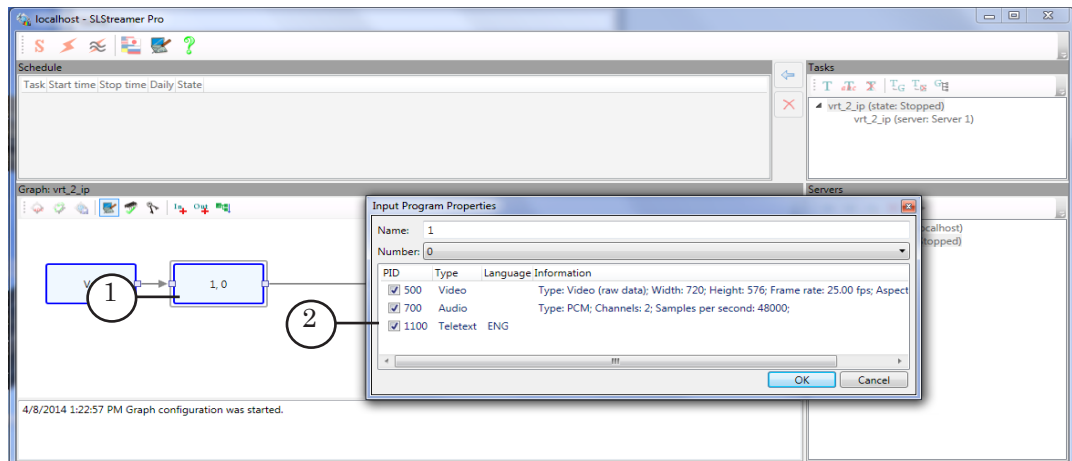 localhost - SLStreamer Pro
Schedule
Task Start time Stop time Daily State
Tasks
vrt_2_ip (state: Stopped)
vrt_2_ip (server: Server 1)
Graph: vrt_2_ip
Servers
In Out
calhost)
topped)
V
1
1, 0
2
Input Program Properties
Name: 1
Number: 0
PID Type Language Information
500 Video Type: Video (raw data); Width: 720; Height: 576; Frame rate: 25.00 fps; Aspect
700 Audio Type: PCM; Channels: 2; Samples per second: 48000;
1100 Teletext ENG
OK Cancel
4/8/2014 1:22:57 PM Graph configuration was started.